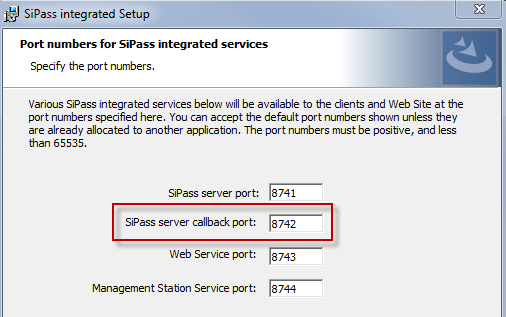 SiPass integrated Setup
Port numbers for SiPass integrated services
Specify the port numbers.
Various SiPass integrated services below will be available to the clients and Web Site at the
port numbers specified here. You can accept the default port numbers shown unless they
are already allocated to another application. The port numbers must be positive, and less
than 65535.
SiPass server port: 8741
SiPass server callback port: 8742
Web Service port: 8743
Management Station Service port: 8744